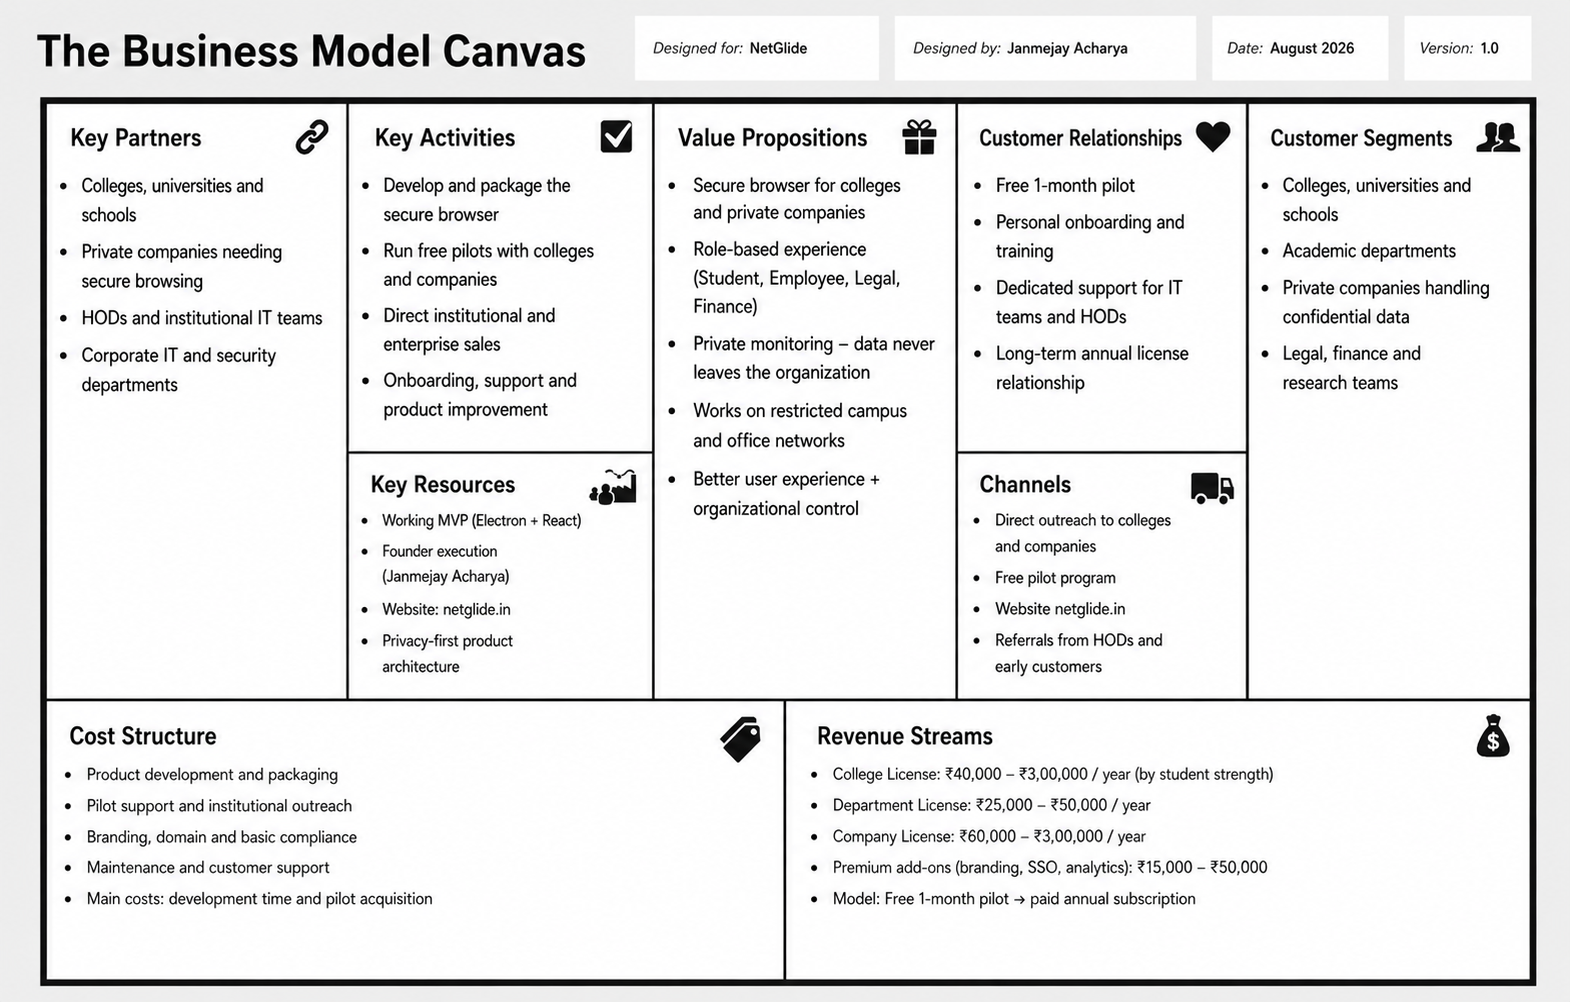 The Business Model Canvas
Designed for: NetGlide
Designed by: Janmejay Acharya
Date: August 2026
Version: 1.0
Key Partners
• Colleges, universities and
schools
• Private companies needing
secure browsing
• HODs and institutional IT teams
• Corporate IT and security
departments
Key Activities
• Develop and package the
secure browser
• Run free pilots with colleges
and companies
• Direct institutional and
enterprise sales
• Onboarding, support and
product improvement
Key Resources
• Working MVP (Electron + React)
• Founder execution
(Janmejay Acharya)
• Website: netglide.in
• Privacy-first product
architecture
Value Propositions
• Secure browser for colleges
and private companies
• Role-based experience
(Student, Employee, Legal,
Finance)
• Private monitoring – data never
leaves the organization
• Works on restricted campus
and office networks
• Better user experience +
organizational control
Customer Relationships
• Free 1-month pilot
• Personal onboarding and
training
• Dedicated support for IT
teams and HODs
• Long-term annual license
relationship
Channels
• Direct outreach to colleges
and companies
• Free pilot program
• Website netglide.in
• Referrals from HODs and
early customers
Customer Segments
• Colleges, universities and
schools
• Academic departments
• Private companies handling
confidential data
• Legal, finance and
research teams
Cost Structure
• Product development and packaging
• Pilot support and institutional outreach
• Branding, domain and basic compliance
• Maintenance and customer support
• Main costs: development time and pilot acquisition
Revenue Streams
$
• College License: ₹40,000 – ₹3,00,000 / year (by student strength)
• Department License: ₹25,000 – ₹50,000 / year
• Company License: ₹60,000 – ₹3,00,000 / year
• Premium add-ons (branding, SSO, analytics): ₹15,000 – ₹50,000
• Model: Free 1-month pilot → paid annual subscription